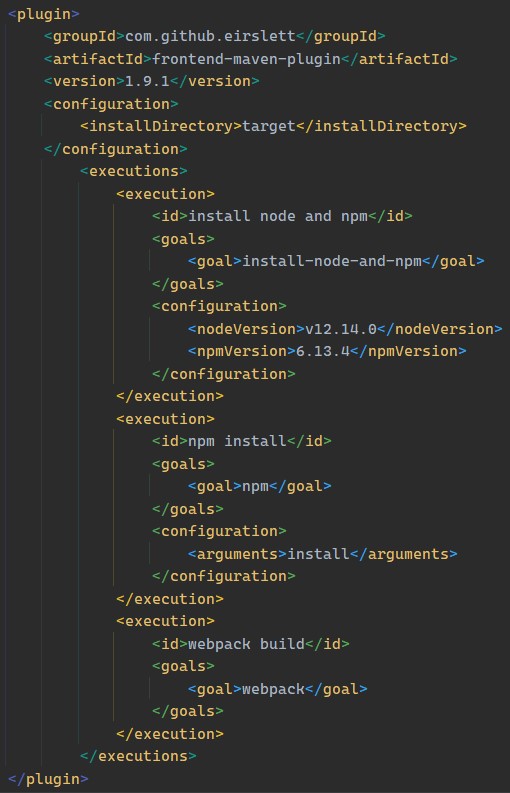 <plugin>
    <groupId>com.github.eirslett</groupId>
    <artifactId>frontend-maven-plugin</artifactId>
    <version>1.9.1</version>
    <configuration>
        <installDirectory>target</installDirectory>
    </configuration>
        <executions>
            <execution>
                <id>install node and npm</id>
                <goals>
                    <goal>install-node-and-npm</goal>
                </goals>
                <configuration>
                    <nodeVersion>v12.14.0</nodeVersion>
                    <npmVersion>6.13.4</npmVersion>
                </configuration>
            </execution>
            <execution>
                <id>npm install</id>
                <goals>
                    <goal>npm</goal>
                </goals>
                <configuration>
                    <arguments>install</arguments>
                </configuration>
            </execution>
            <execution>
                <id>webpack build</id>
                <goals>
                    <goal>webpack</goal>
                </goals>
            </execution>
        </executions>
</plugin>